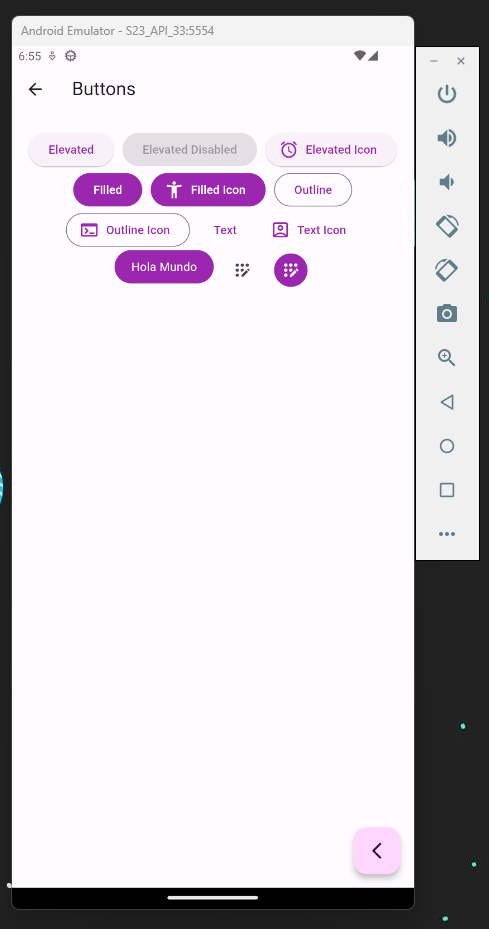 Android Emulator - S23_API_33:5554
6:55
Buttons
Elevated Elevated Disabled Elevated Icon
Filled Filled Icon Outline
Outline Icon Text Text Icon
Hola Mundo